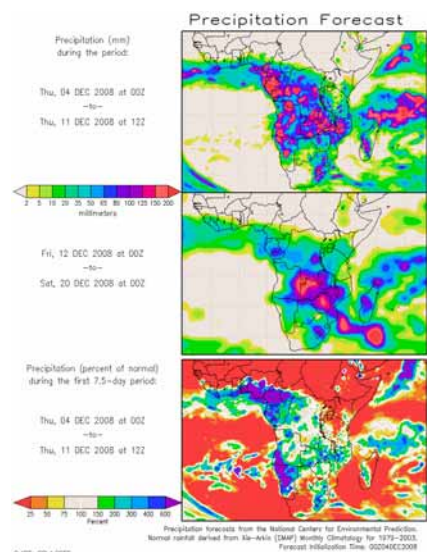 Precipitation Forecast
Precipitation (mm)
during the period:
Thu, 04 DEC 2008 at 00Z
-to-
Thu, 11 DEC 2008 at 12Z
2 5 10 20 25 35 50 65 80 100 125 150 200
millimeters
Fri, 12 DEC 2008 at 00Z
-to-
Sat, 20 DEC 2008 at 00Z
Precipitation (percent of normal)
during the first 7.5-day period:
Thu, 04 DEC 2008 at 00Z
-to-
Thu, 11 DEC 2008 at 12Z
25 50 75 100 150 200 300 400 600
Percent
Precipitation forecasts from the National Centers for Environmental Prediction.
Normal rainfall derived from Xie-Arkin (CMAP) Monthly Climatology for 1979-2003.
Forecast Initialization Time: 00Z04DEC2008